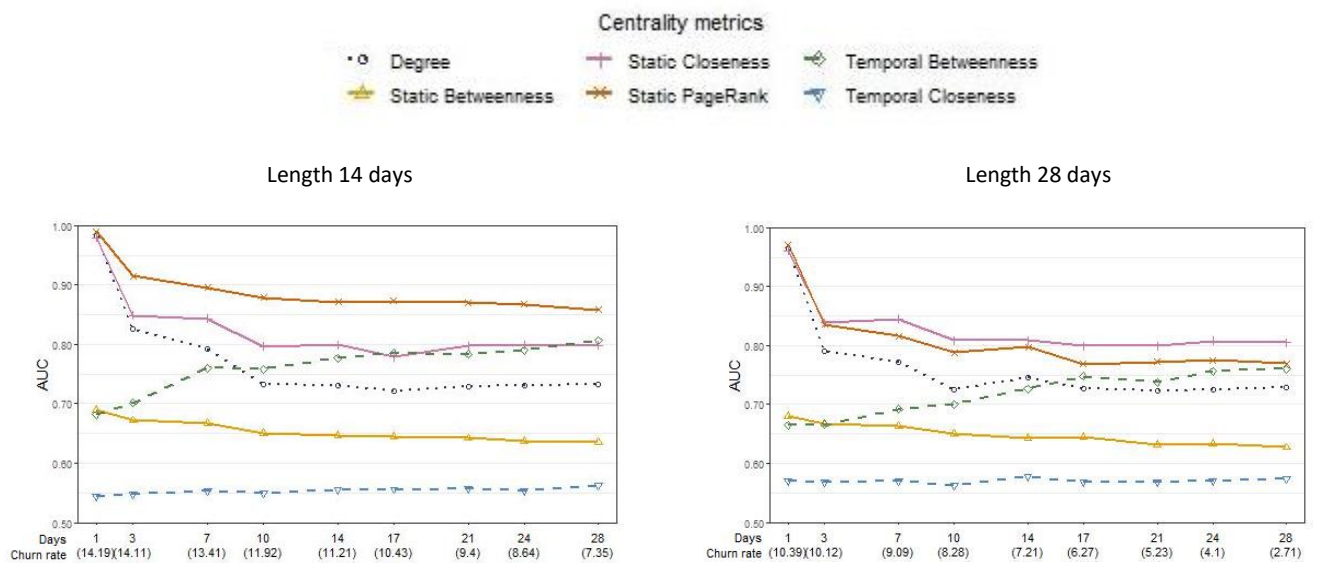 Centrality metrics
Degree Static Closeness Temporal Betweenness
Static Betweenness Static PageRank Temporal Closeness
Length 14 days Length 28 days
1.00
0.90
0.80
0.70
0.60
0.50
AUC
Days 1 3 7 10 14 17 21 24 28
Churn rate (14.19)(14.11) (13.41) (11.92) (11.21) (10.43) (9.4) (8.64) (7.35)
1.00
0.90
0.80
0.70
0.60
0.50
AUC
Days 1 3 7 10 14 17 21 24 28
Churn rate (10.39)(10.12) (9.09) (8.28) (7.21) (6.27) (5.23) (4.1) (2.71)